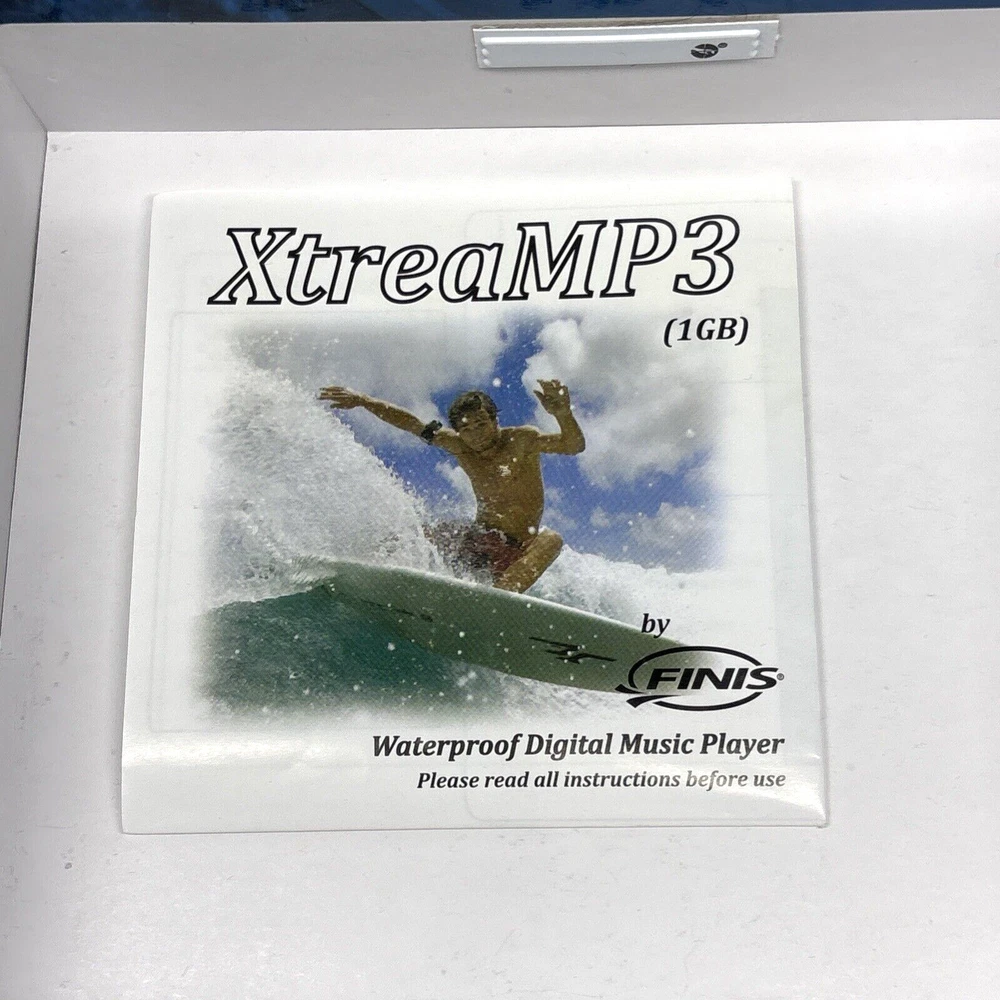 XtreaMP3
(1GB)
by
FINIS®
Waterproof Digital Music Player
Please read all instructions before use